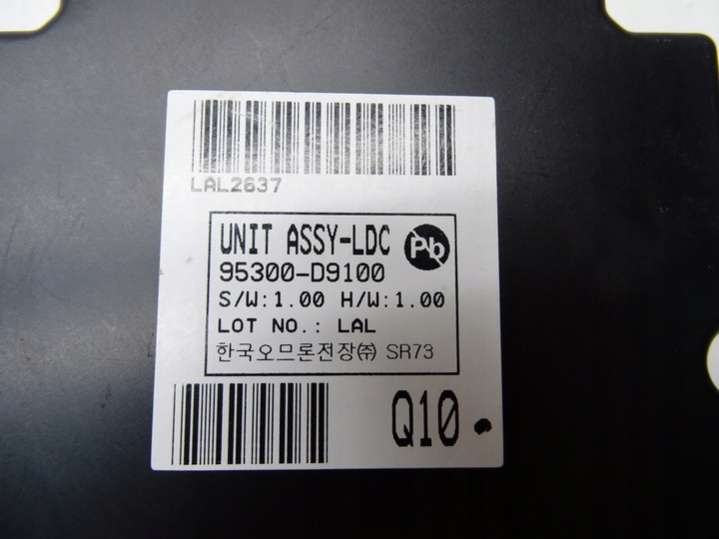 LAL2637
UNIT ASSY-LDC Pb
95300-D9100
S/W:1.00 H/W:1.00
LOT NO.: LAL
한국오므론전장㈜ SR73
Q10